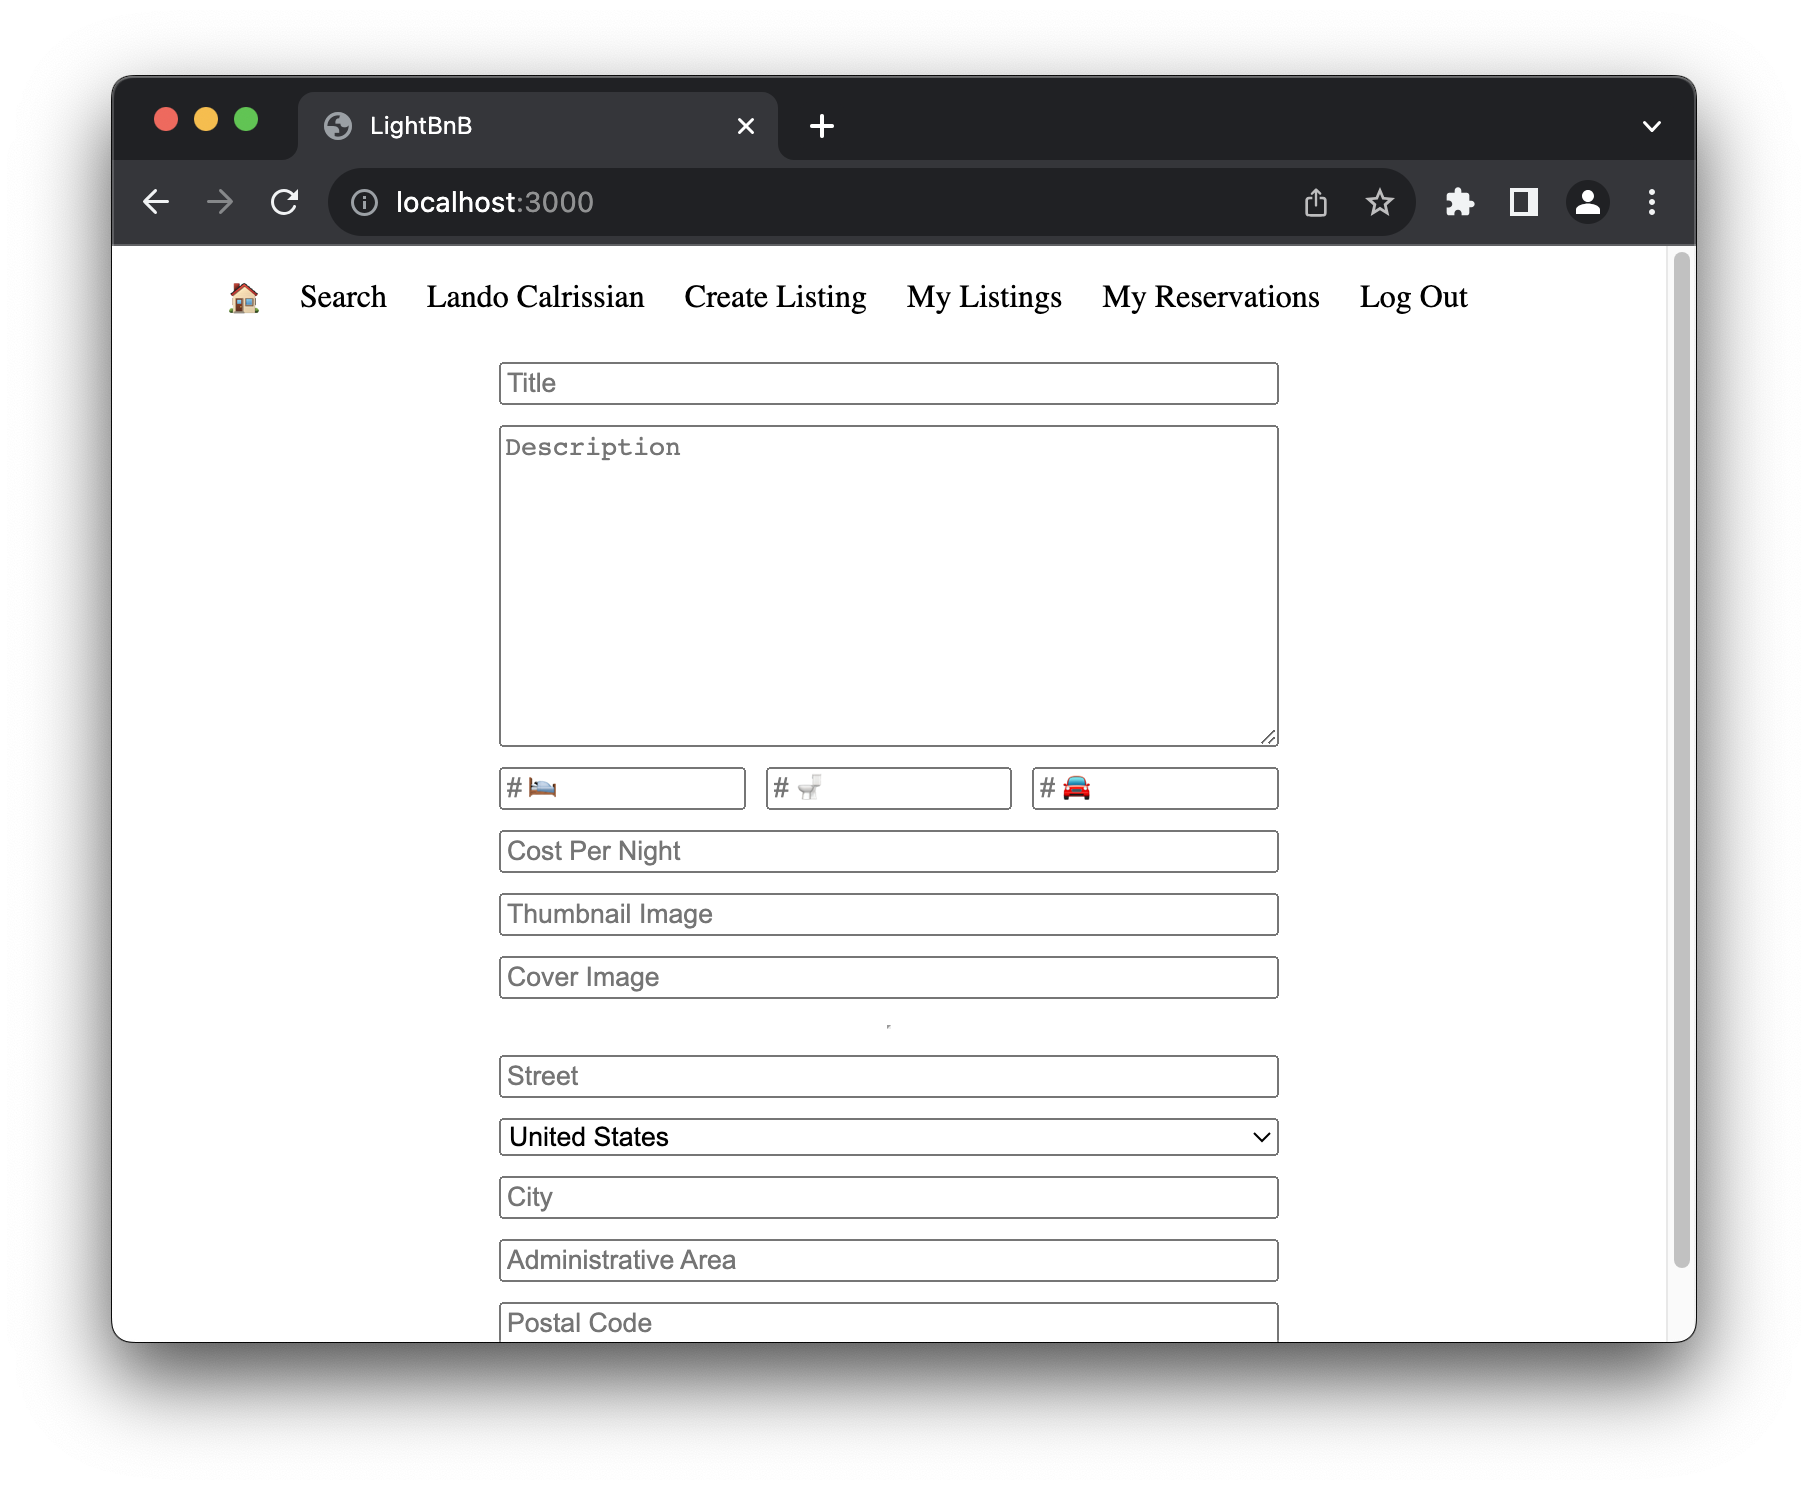 LightBnB
localhost:3000
🏠 Search Lando Calrissian Create Listing My Listings My Reservations Log Out
Title
Description
# 🛏️ # 🚽 # 🚘
Cost Per Night
Thumbnail Image
Cover Image
Street
United States
City
Administrative Area
Postal Code